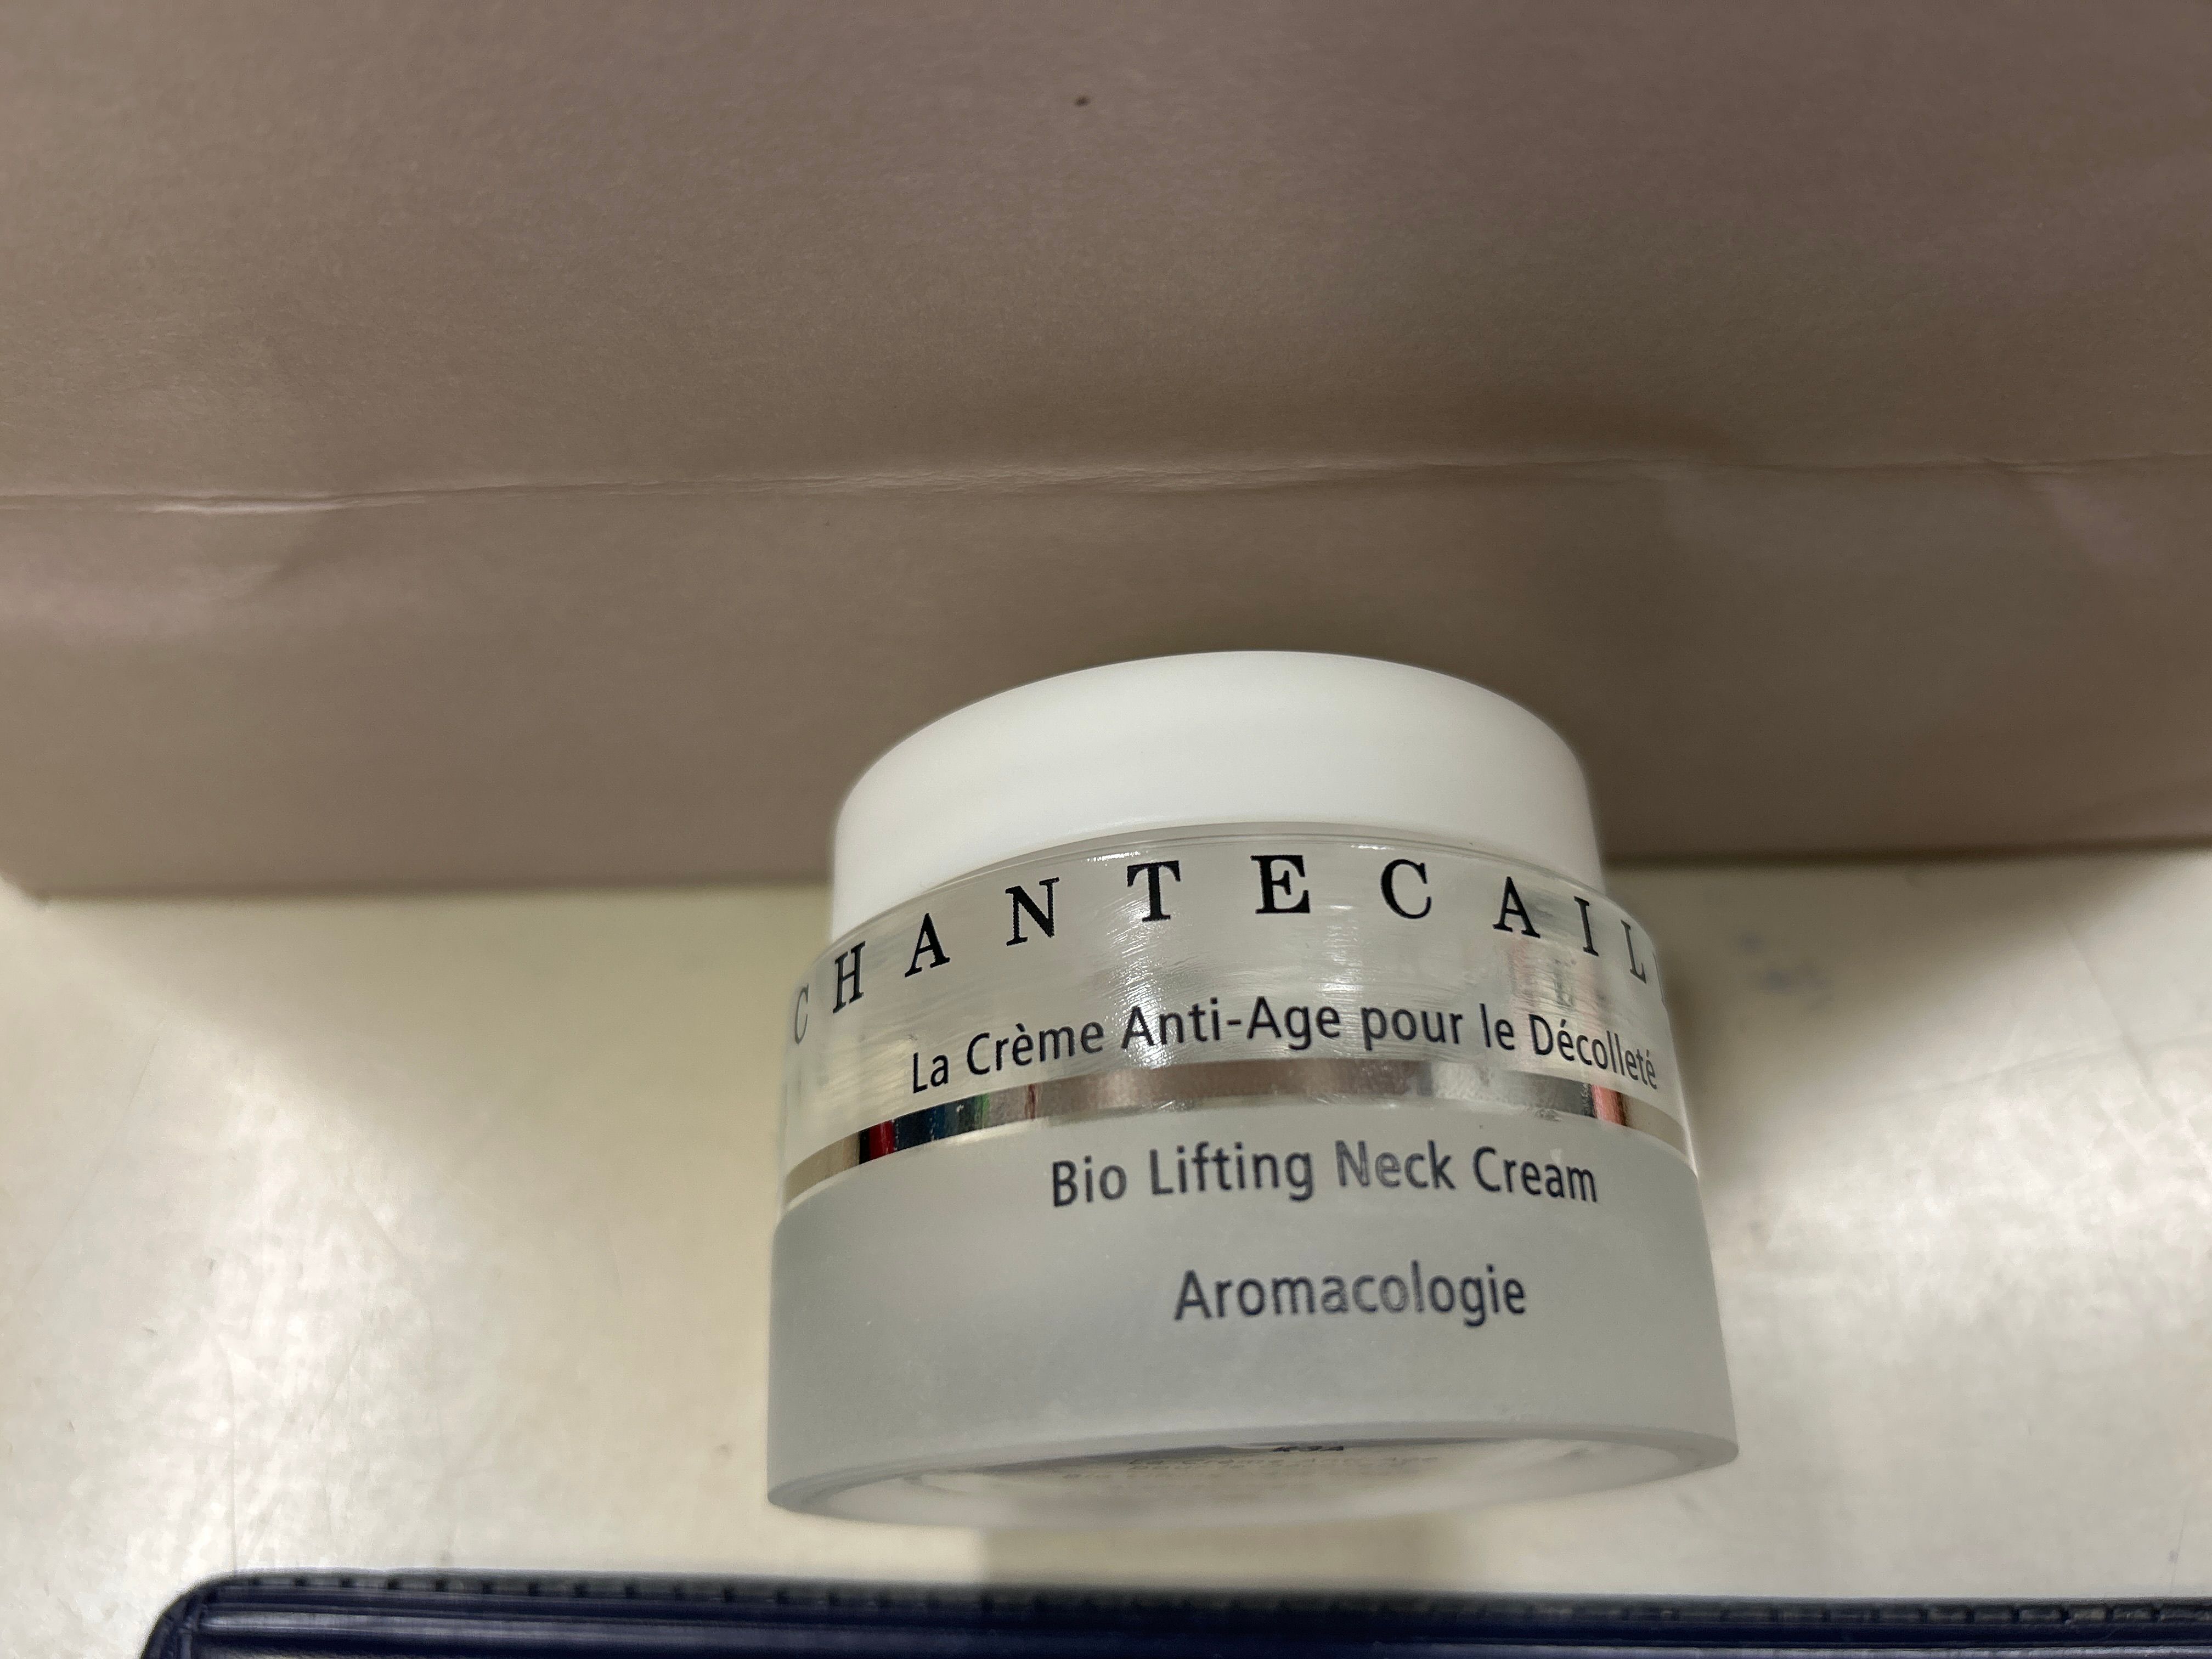 CHANTECAIL
La Crème Anti-Age pour le Décolleté
Bio Lifting Neck Cream
Aromacologie